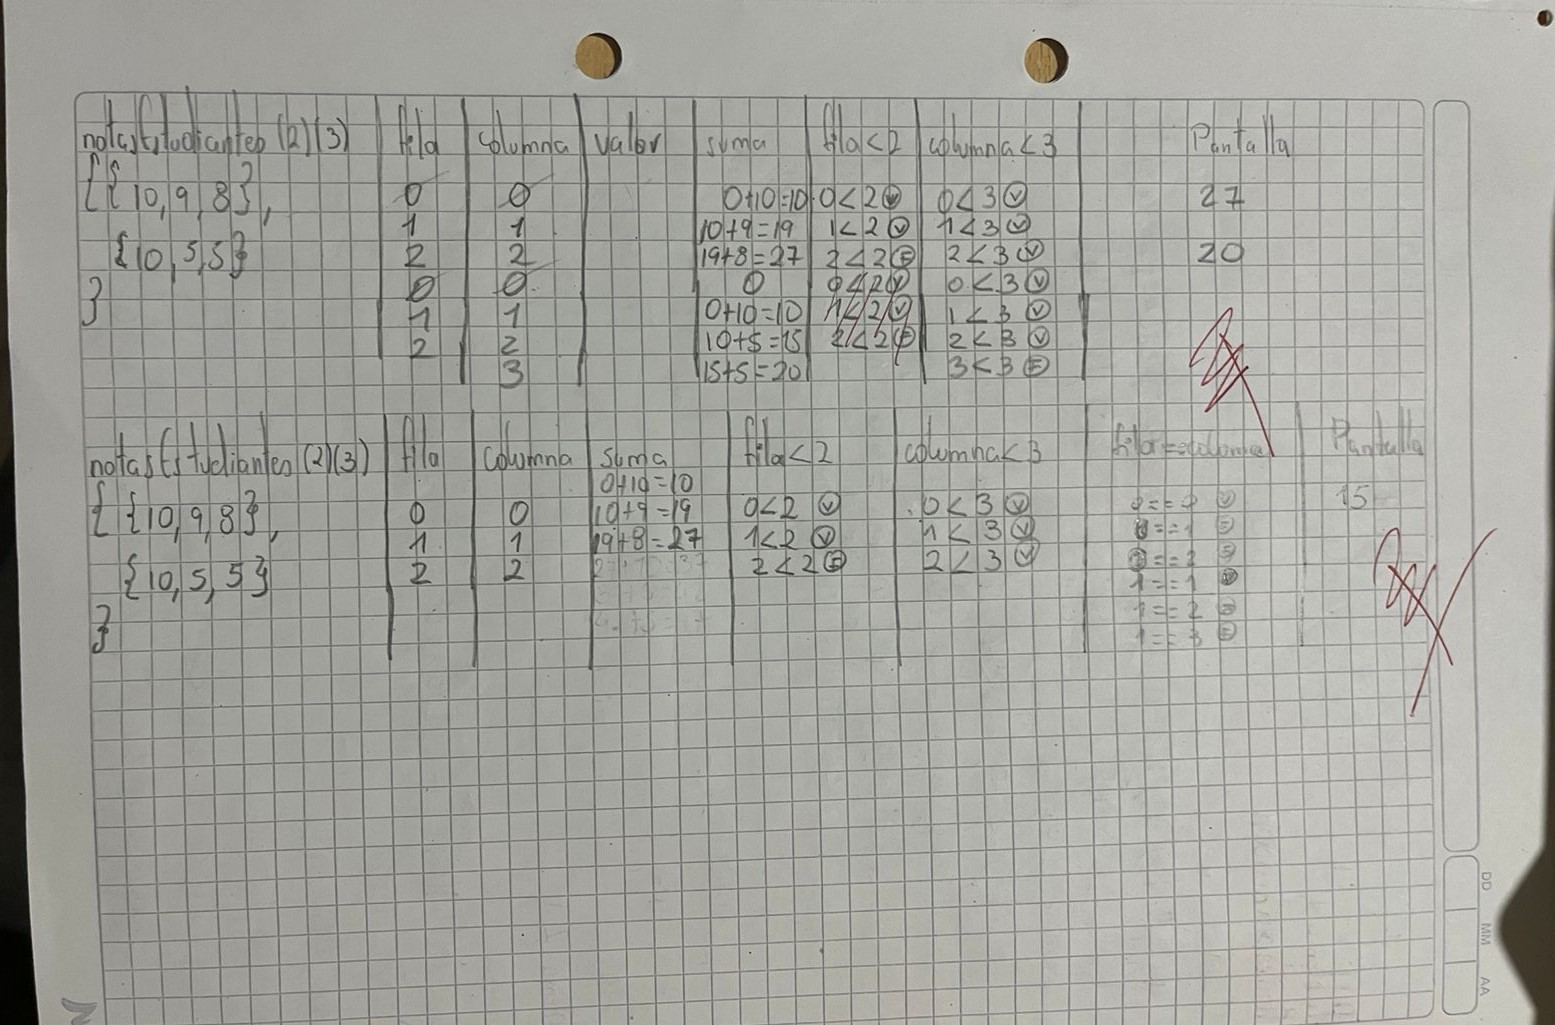 notasEstudiantes (2)(3) fila columna valor suma fila<2 columna<3 Pantalla
{{10,9,8}, 0 0 0+10=10 0<2 V 0<3 V 27
1 1 10+9=19 1<2 V 1<3 V
{10,5,5} 2 2 19+8=27 2<2 F 2<3 V 20
} 0 0 0 0<2 V 0<3 V
1 1 0+10=10 1<2 V 1<3 V
2 2 10+5=15 2<2 F 2<3 V
3 15+5=20 3<3 F
notasEstudiantes (2)(3) fila columna suma fila<2 columna<3 fila==columna Pantalla
0+10=10
{{10,9,8}, 0 0 10+9=19 0<2 V 0<3 V 0==0 V 15
1 1 19+8=27 1<2 V 1<3 V 0==1 F
{10,5,5} 2 2 2<2 F 2<3 V 0==2 F
1==1
} 1==2 F
1==3 F
DD MM AA